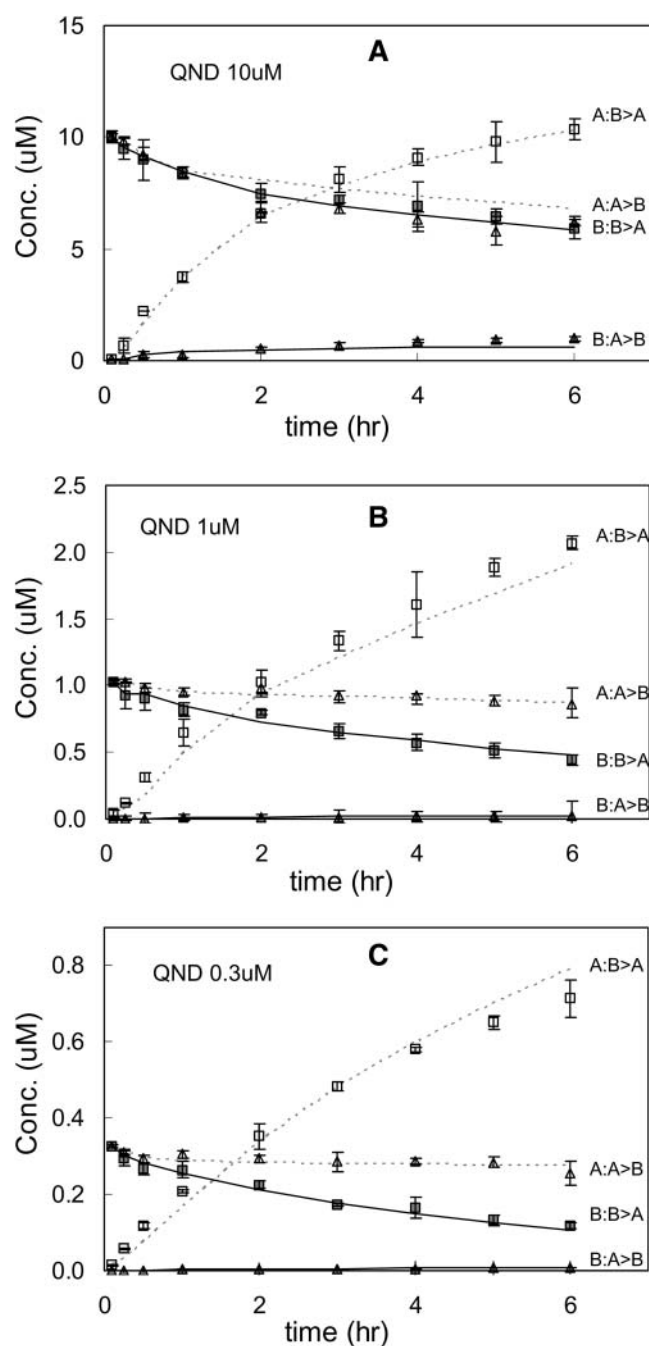 A
QND 10uM
15
10
5
0
Conc. (uM)
A:B>A
A:A>B
B:B>A
B:A>B
0 2 4 6
time (hr)
B
QND 1uM
2.5
2.0
1.5
1.0
0.5
0.0
Conc. (uM)
A:B>A
A:A>B
B:B>A
B:A>B
0 2 4 6
time (hr)
C
QND 0.3uM
0.8
0.6
0.4
0.2
0.0
Conc. (uM)
A:B>A
A:A>B
B:B>A
B:A>B
0 2 4 6
time (hr)